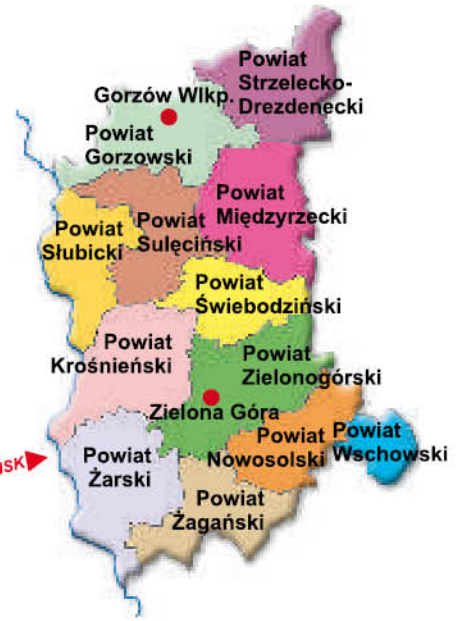 Powiat
Strzelecko-
Drezdenecki
Gorzów Wlkp.
Powiat
Gorzowski
Powiat
Międzyrzecki
Powiat
Sulęciński
Powiat
Słubicki
Powiat
Świebodziński
Powiat
Krośnieński
Powiat
Zielonogórski
Zielona Góra
Powiat
Nowosolski
Powiat
Wschowski
Powiat
Żarski
Powiat
Żagański